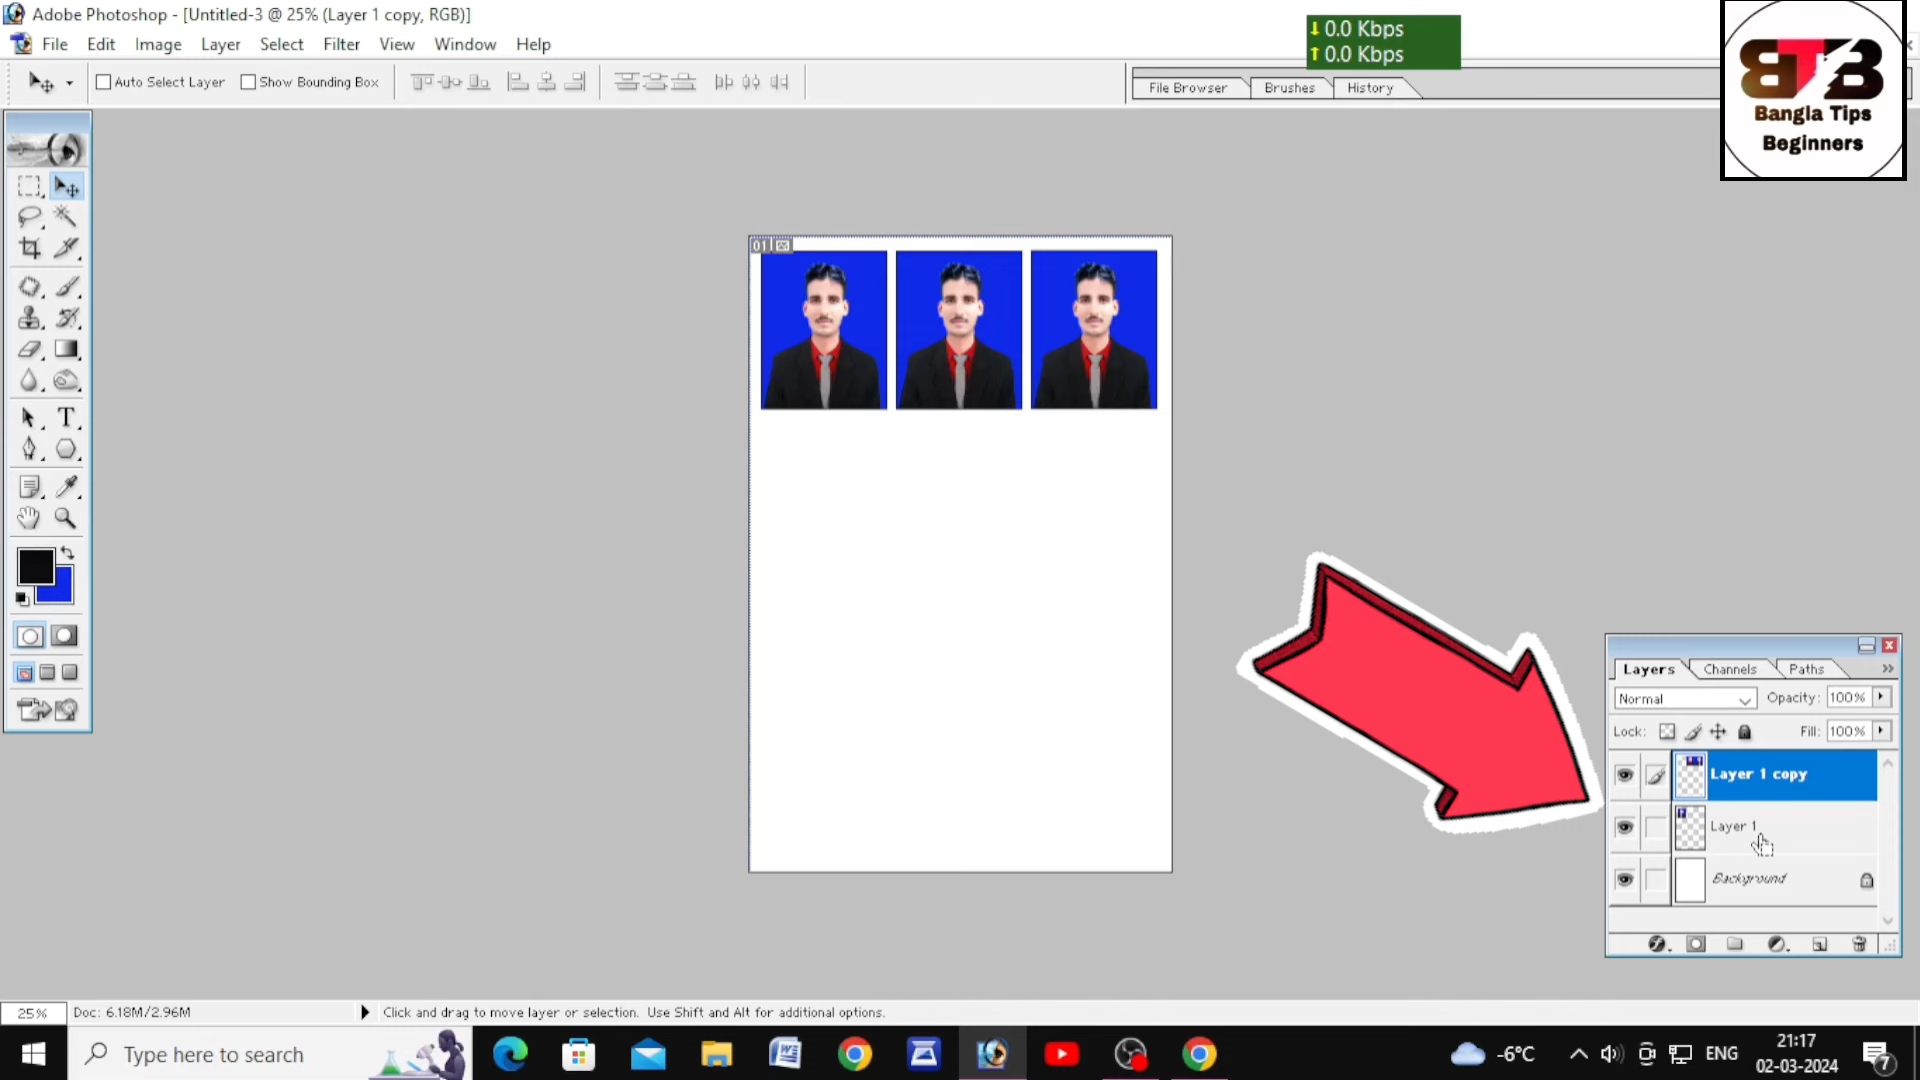 Adobe Photoshop - [Untitled-3 @ 25% (Layer 1 copy, RGB)]
File Edit Image Layer Select Filter View Window Help
0.0 Kbps
0.0 Kbps
Auto Select Layer Show Bounding Box
File Browser Brushes History
BTB
Bangla Tips
Beginners
01
T
Layers Channels Paths
Normal Opacity: 100%
Lock: Fill: 100%
Layer 1 copy
Layer 1
Background
25% Doc: 6.18M/2.96M Click and drag to move layer or selection. Use Shift and Alt for additional options.
Type here to search
-6°C
ENG
21:17
02-03-2024
7